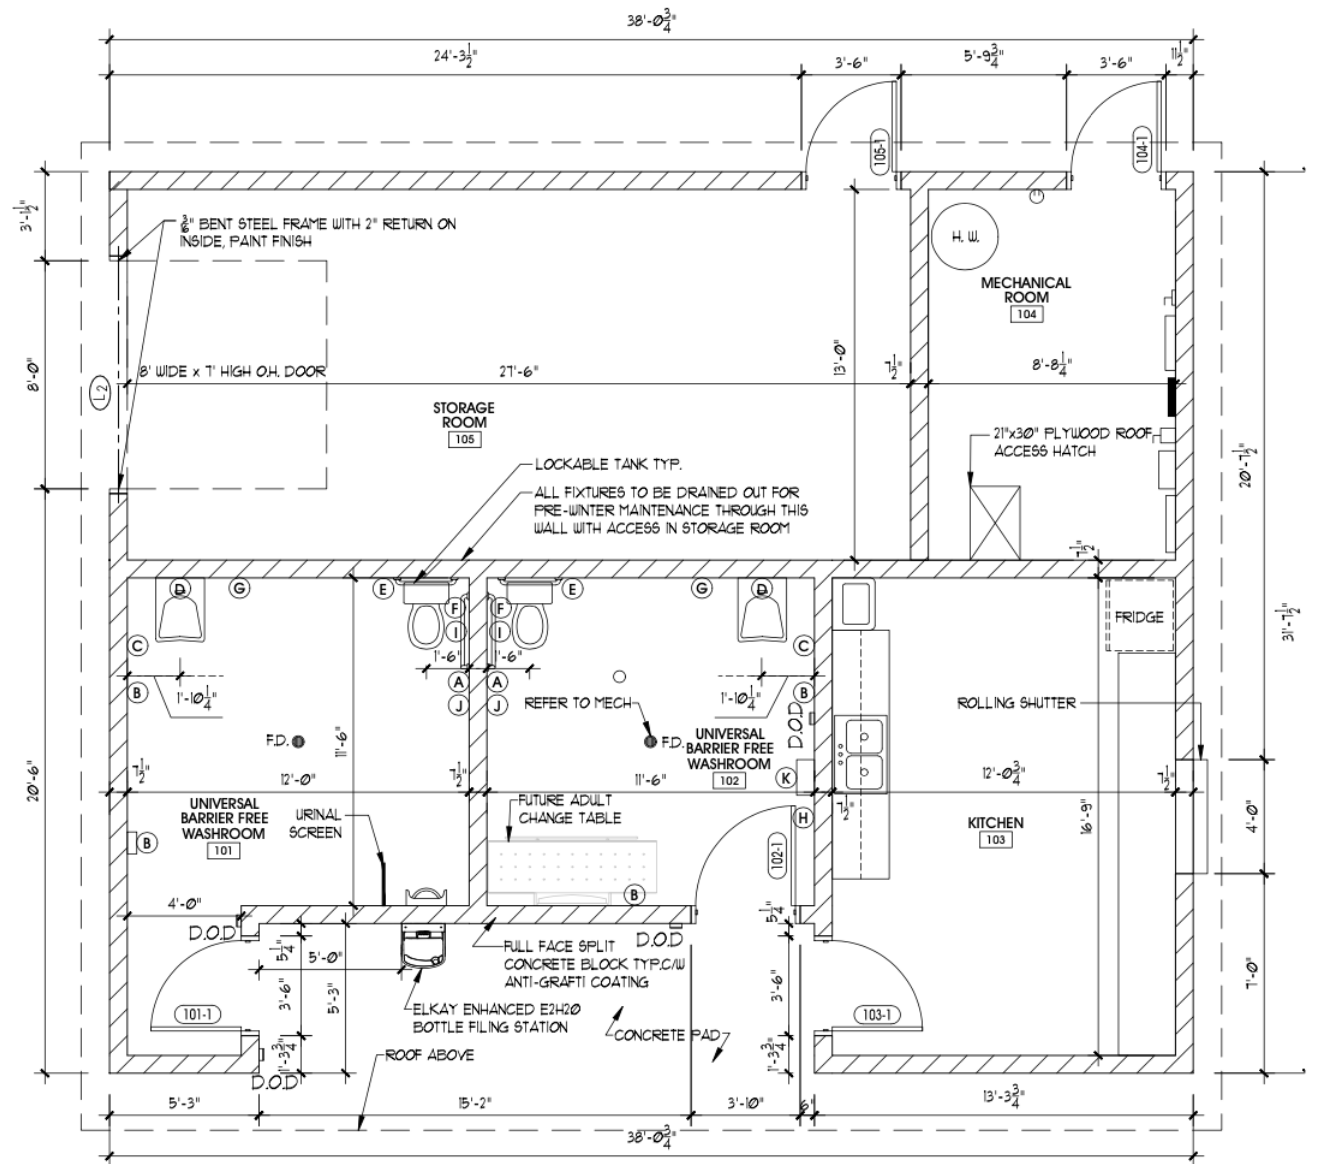 38'-0 3/4"
24'-3 1/2"
3'-6"
5'-9 3/4"
3'-6"
11 1/2"
105-1
104-1
3'-1 1/2"
" BENT STEEL FRAME WITH 2" RETURN ON
INSIDE, PAINT FINISH
H. W.
MECHANICAL
ROOM
104
8'-0"
L2
8' WIDE x 7' HIGH O.H. DOOR
27'-6"
13'-0"
7 1/2"
8'-8 1/4"
STORAGE
ROOM
105
21"x30" PLYWOOD ROOF
ACCESS HATCH
20'-7 1/2"
LOCKABLE TANK TYP.
ALL FIXTURES TO BE DRAINED OUT FOR
PRE-WINTER MAINTENANCE THROUGH THIS
WALL WITH ACCESS IN STORAGE ROOM
7 1/2"
D
G
E
F
F
E
G
D
FRIDGE
I
I
31'-7 1/2"
C
1'-6"
1'-6"
C
B
1'-10 1/4"
A
A
1'-10 1/4"
B
J
J
REFER TO MECH
D.O.D
ROLLING SHUTTER
F.D.
11'-6"
F.D.
UNIVERSAL
BARRIER FREE
WASHROOM
102
20'-6"
7 1/2"
12'-0"
7 1/2"
11'-6"
K
7 1/2"
12'-0 3/4"
7 1/2"
UNIVERSAL
BARRIER FREE
WASHROOM
101
URINAL
SCREEN
FUTURE ADULT
CHANGE TABLE
H
KITCHEN
103
16'-9"
4'-0"
B
102-1
B
4'-0"
D.O.D
5 1/4"
5'-0"
D.O.D
5 1/4"
FULL FACE SPLIT
CONCRETE BLOCK TYP.C/W
ANTI-GRAFTI COATING
3'-6"
5'-3"
3'-6"
7'-0"
101-1
ELKAY ENHANCED E2H20
BOTTLE FILING STATION
103-1
CONCRETE PAD
1'-3 3/4"
ROOF ABOVE
1'-3 3/4"
D.O.D
5'-3"
15'-2"
3'-10"
6"
13'-3 3/4"
38'-0 3/4"